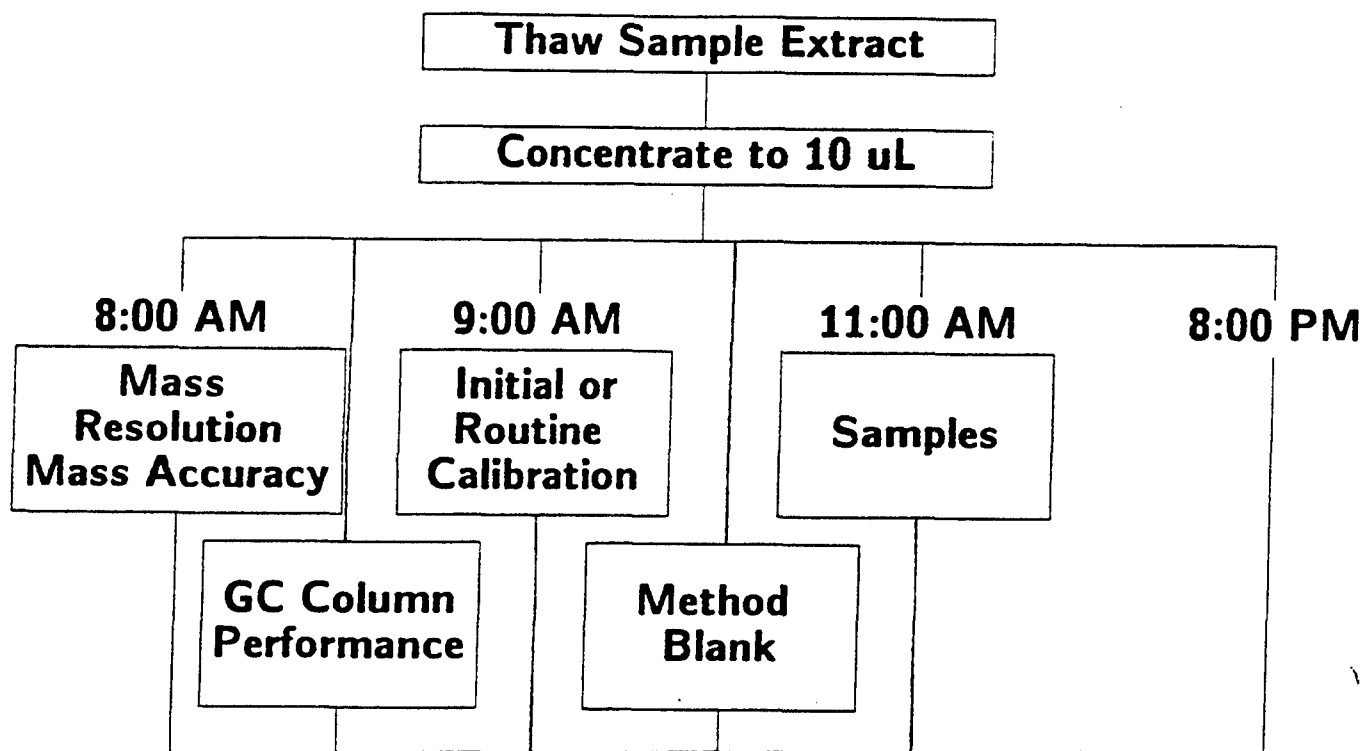 Thaw Sample Extract
Concentrate to 10 uL
8:00 AM
Mass
Resolution
Mass Accuracy
GC Column
Performance
9:00 AM
Initial or
Routine
Calibration
Method
Blank
11:00 AM
Samples
8:00 PM